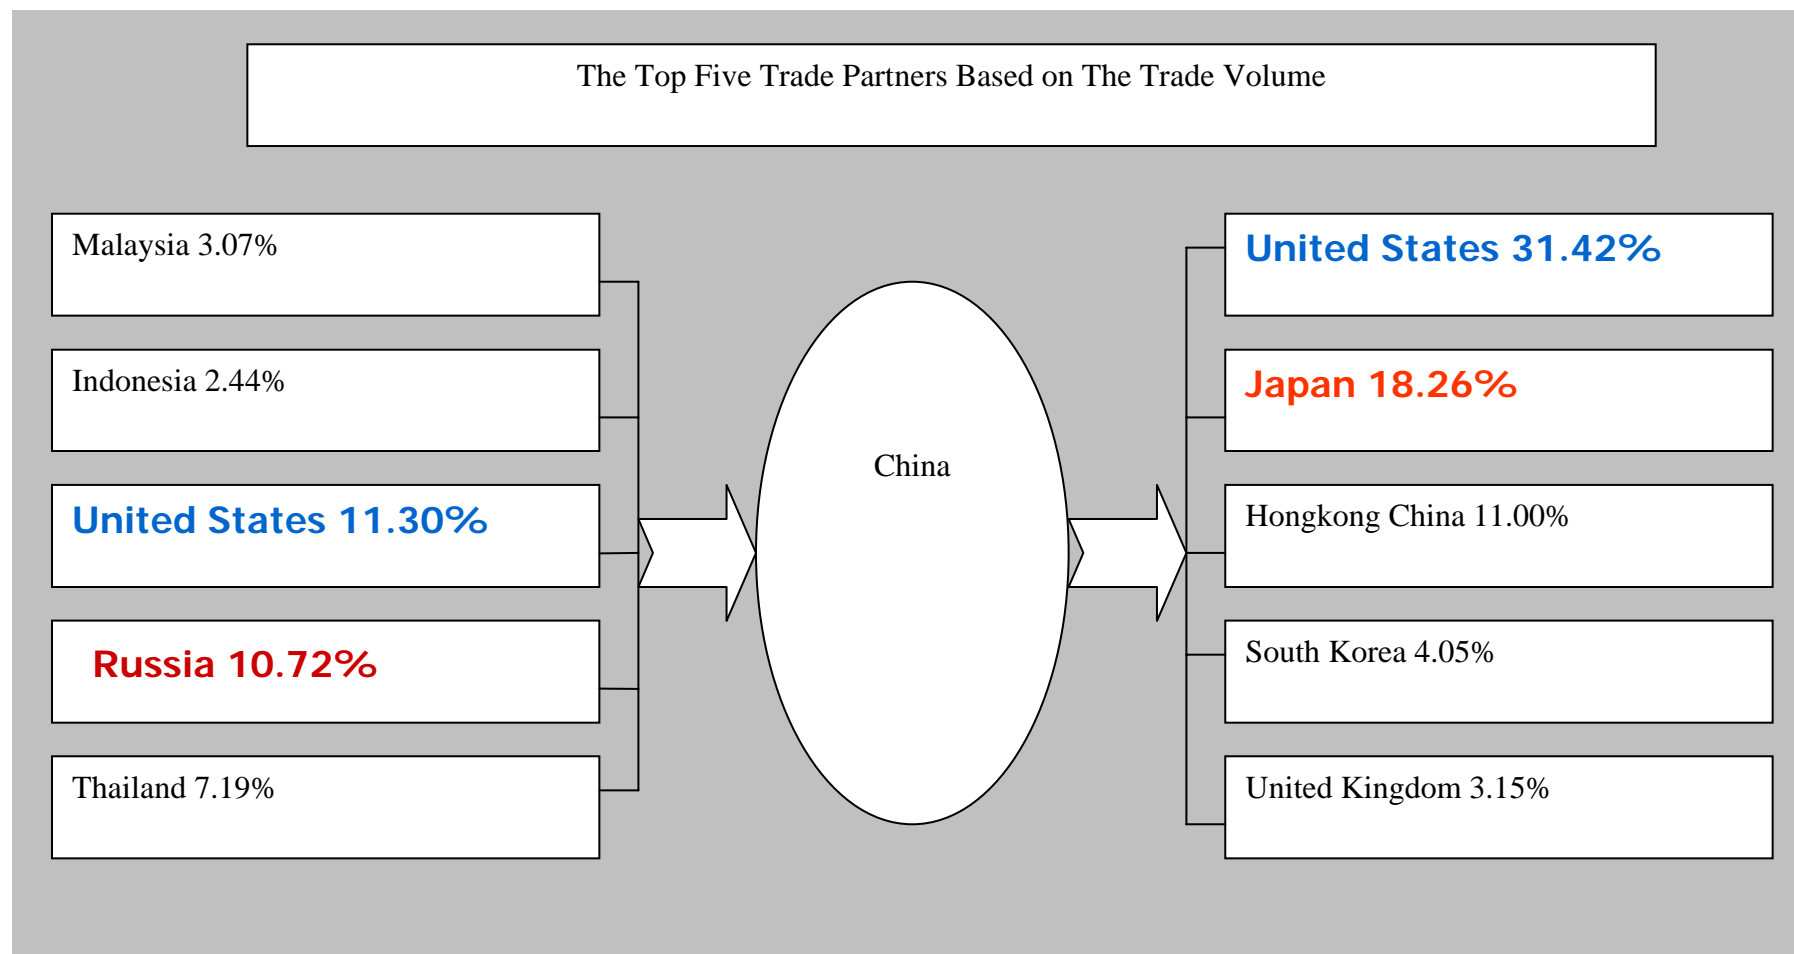 The Top Five Trade Partners Based on The Trade Volume
Malaysia 3.07%
Indonesia 2.44%
United States 11.30%
Russia 10.72%
Thailand 7.19%
China
United States 31.42%
Japan 18.26%
Hongkong China 11.00%
South Korea 4.05%
United Kingdom 3.15%